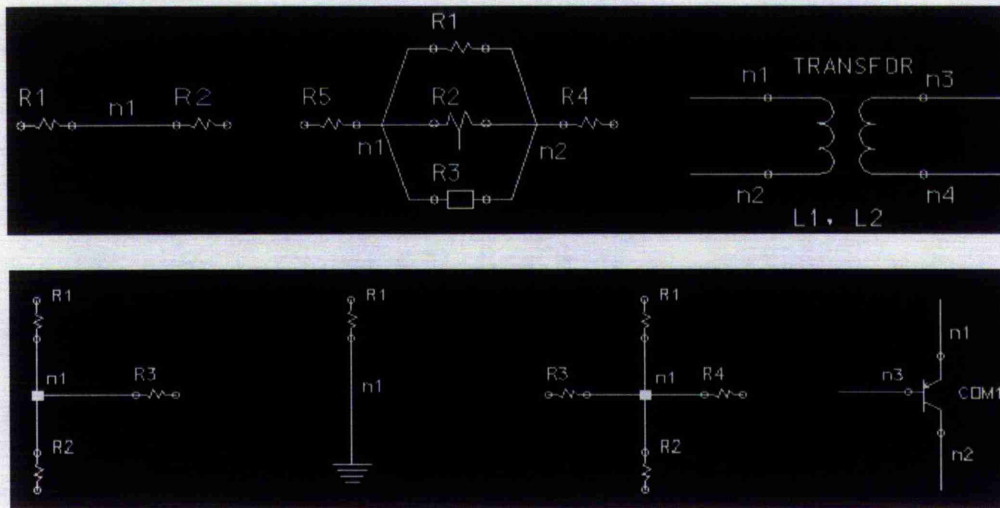 R1 n1 R2
R1
R5 R2 R4
n1 n2
R3
TRANSFOR
n1 n3
n2 n4
L1, L2
R1
n1 R3
R2
R1
n1
R1
R3 n1 R4
R2
n1
n3
COM1
n2